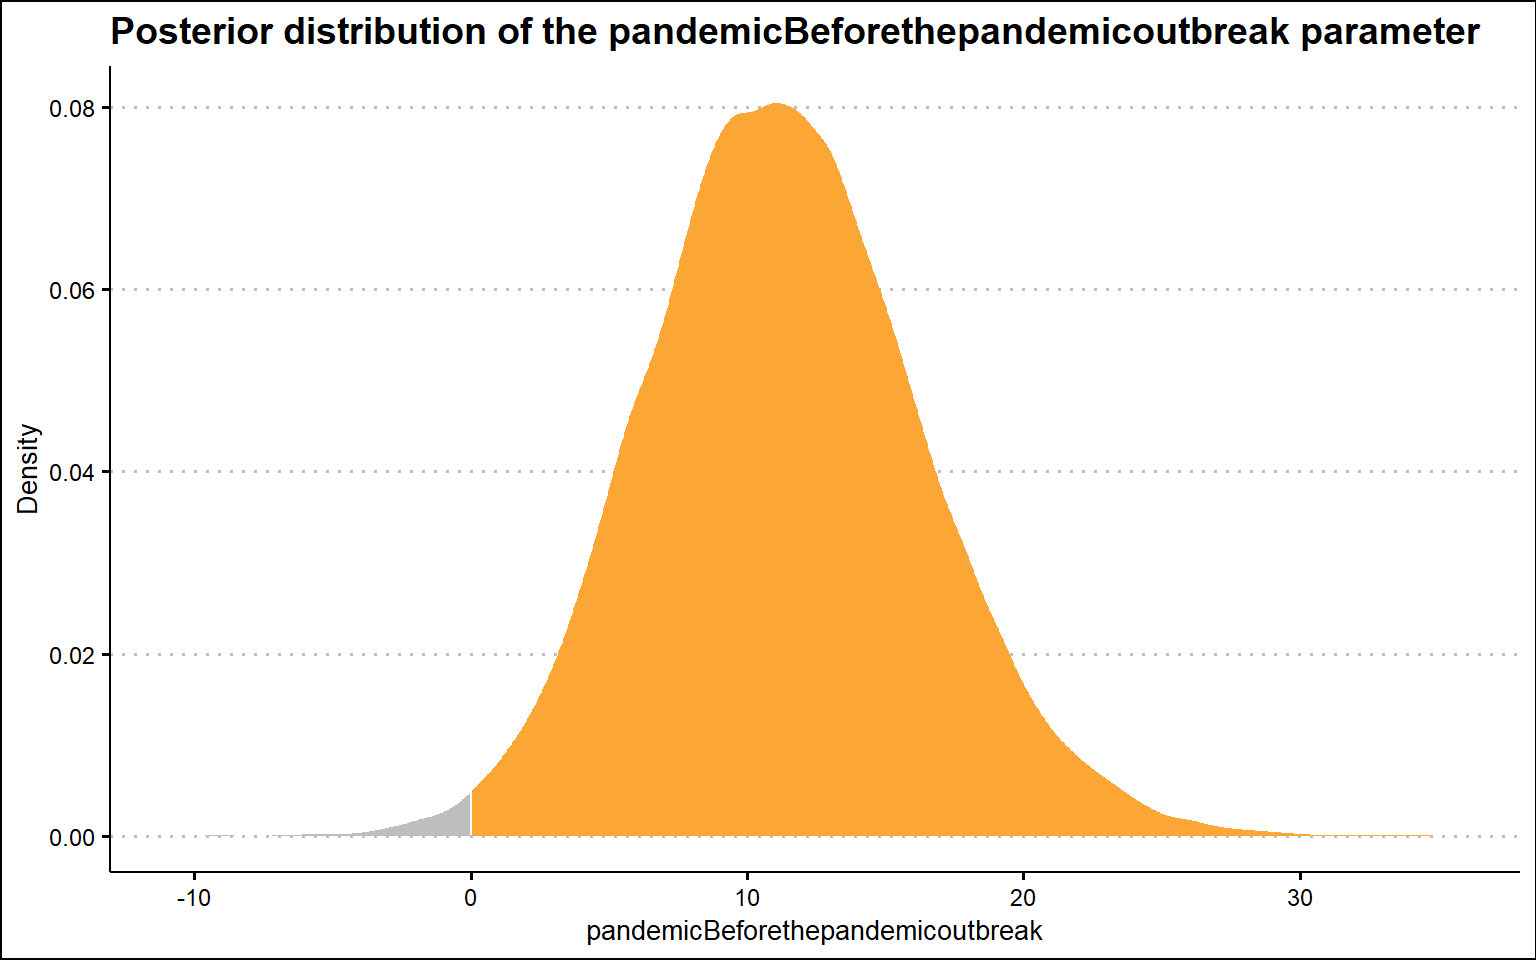 Posterior distribution of the pandemicBeforethepandemicoutbreak parameter
0.08
0.06
0.04
0.02
0.00
Density
-10 0 10 20 30
pandemicBeforethepandemicoutbreak